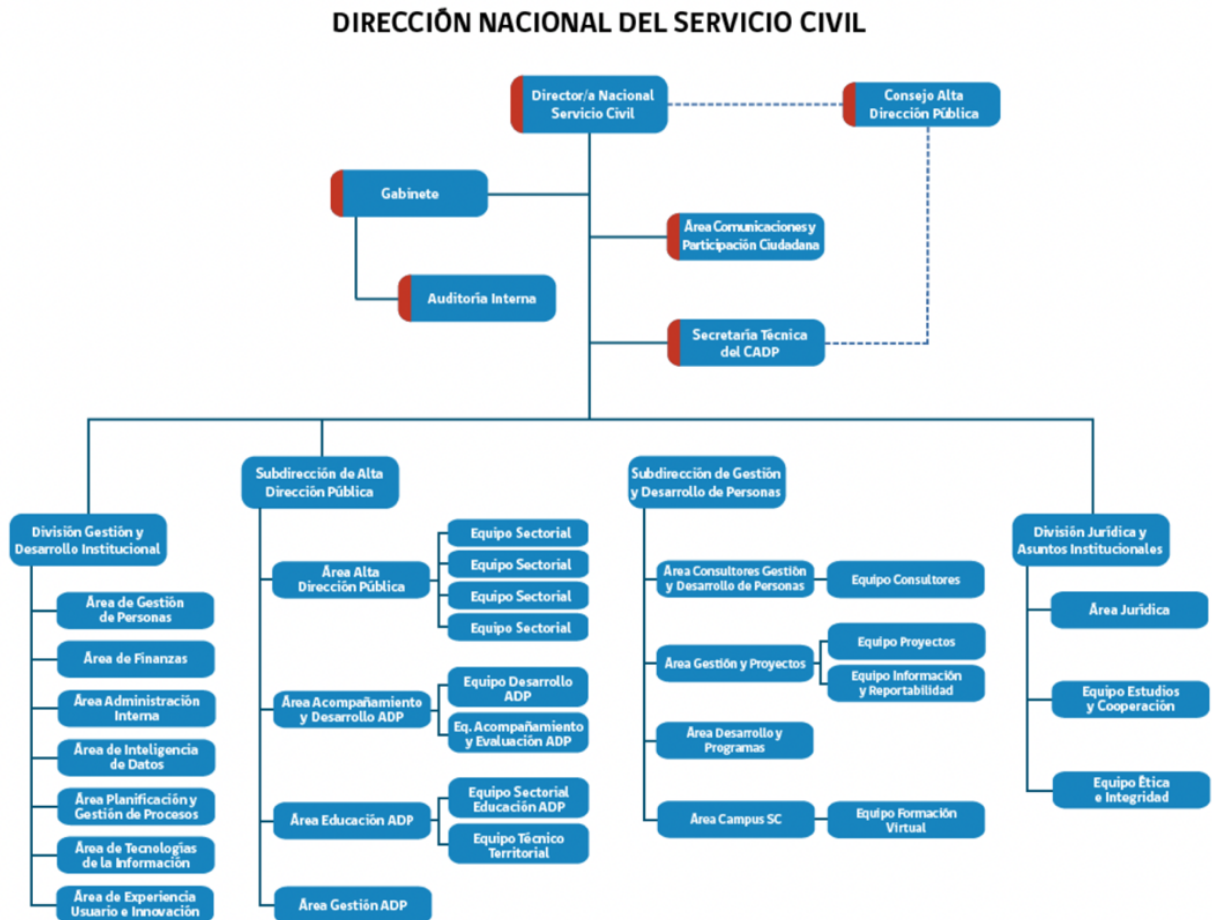 DIRECCIÓN NACIONAL DEL SERVICIO CIVIL
Director/a Nacional
Servicio Civil
Consejo Alta
Dirección Pública
Gabinete
Área Comunicaciones y
Participación Ciudadana
Auditoría Interna
Secretaría Técnica
del CADP
División Gestión y
Desarrollo Institucional
Área de Gestión
de Personas
Área de Finanzas
Área Administración
Interna
Área de Inteligencia
de Datos
Área Planificación y
Gestión de Procesos
Área de Tecnologías
de la Información
Área de Experiencia
Usuario e Innovación
Subdirección de Alta
Dirección Pública
Área Alta
Dirección Pública
Equipo Sectorial
Equipo Sectorial
Equipo Sectorial
Equipo Sectorial
Área Acompañamiento
y Desarrollo ADP
Equipo Desarrollo
ADP
Eq. Acompañamiento
y Evaluación ADP
Área Educación ADP
Equipo Sectorial
Educación ADP
Equipo Técnico
Territorial
Área Gestión ADP
Subdirección de Gestión
y Desarrollo de Personas
Área Consultores Gestión
y Desarrollo de Personas
Equipo Consultores
Área Gestión y Proyectos
Equipo Proyectos
Equipo Información
y Reportabilidad
Área Desarrollo y
Programas
Área Campus SC
Equipo Formación
Virtual
División Jurídica y
Asuntos Institucionales
Área Jurídica
Equipo Estudios
y Cooperación
Equipo Ética
e Integridad